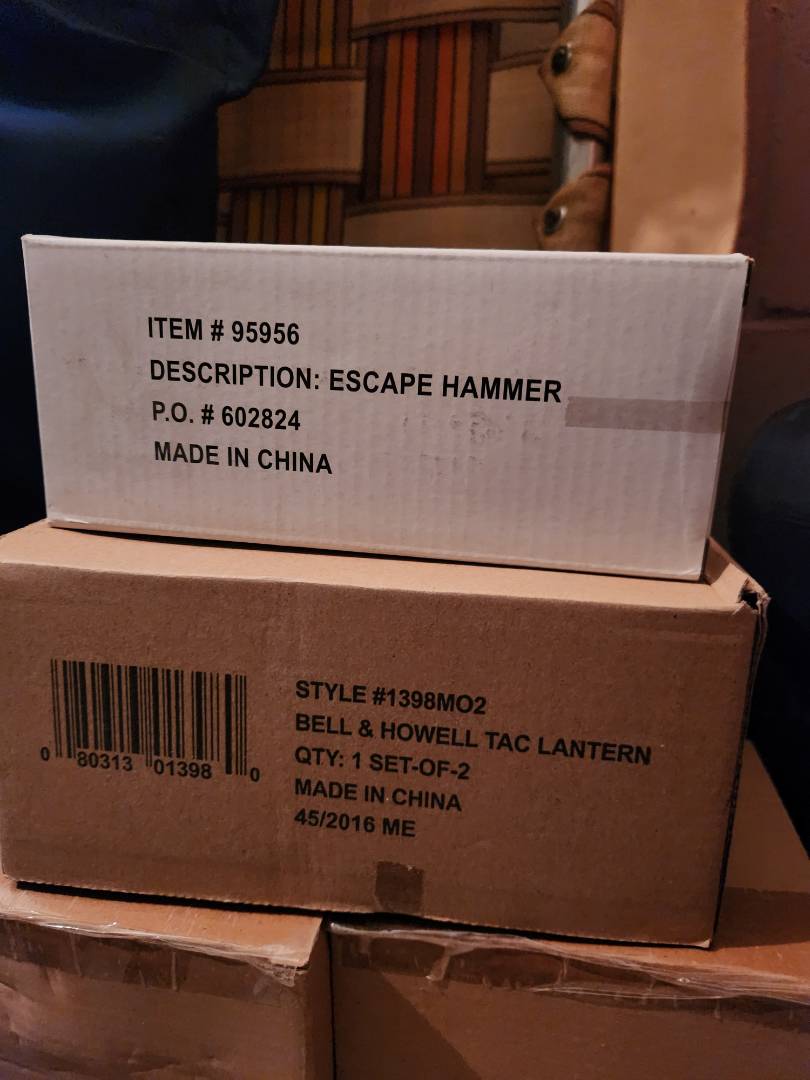 ITEM # 95956
DESCRIPTION: ESCAPE HAMMER
P.O. # 602824
MADE IN CHINA
STYLE #1398MO2
BELL & HOWELL TAC LANTERN
QTY: 1 SET-OF-2
MADE IN CHINA
45/2016 ME
0 80313 01398 0